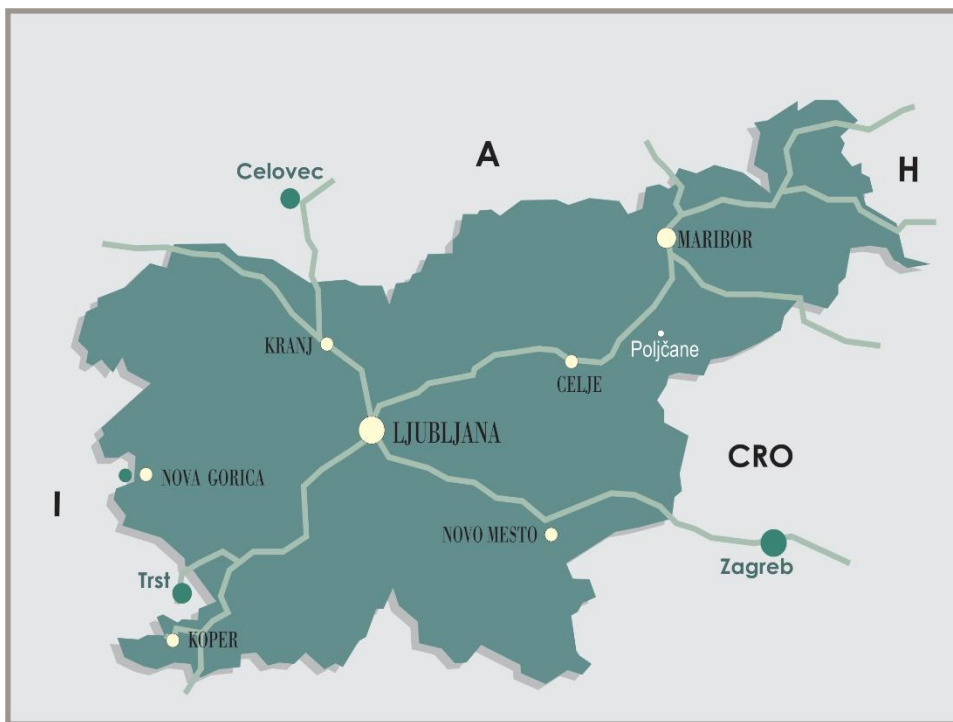 A
Celovec
H
MARIBOR
KRANJ
Poljčane
CELJE
LJUBLJANA
CRO
NOVA GORICA
I
NOVO MESTO
Zagreb
Trst
KOPER